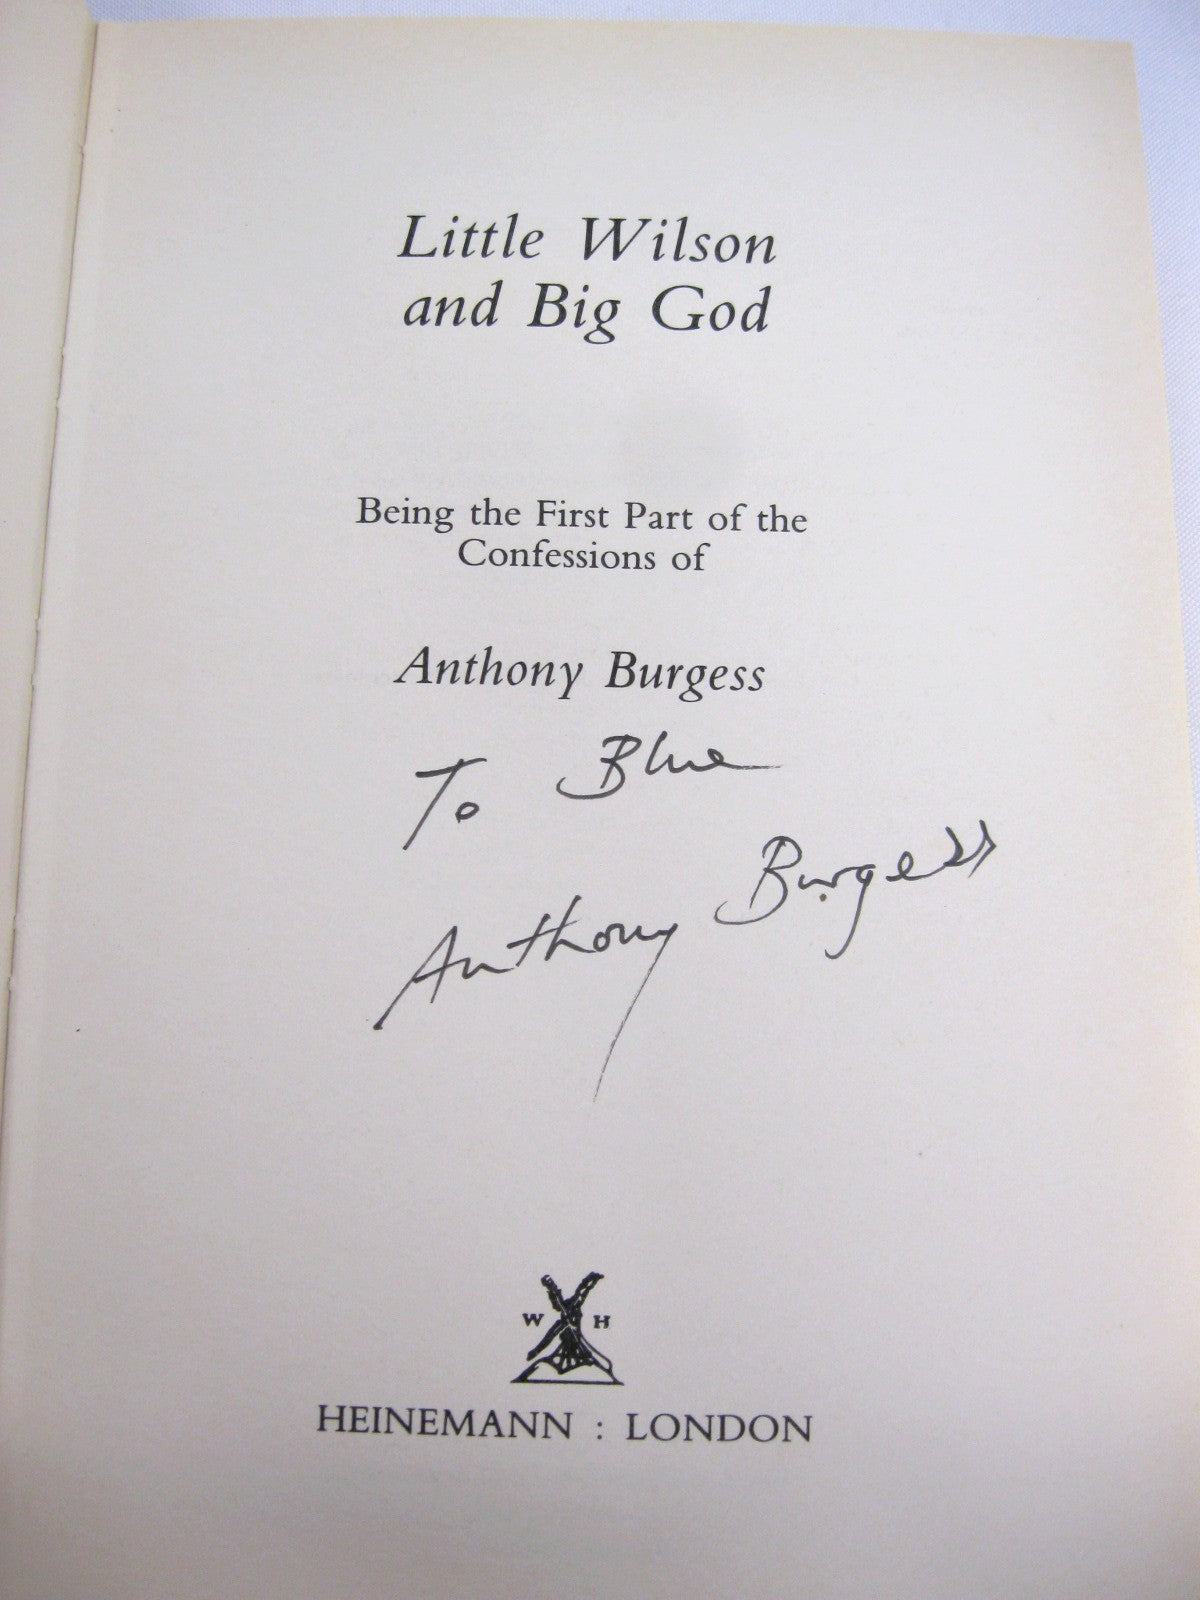 Little Wilson
and Big God
Being the First Part of the
Confessions of
Anthony Burgess
To Blue
Anthony Burgess
W H
HEINEMANN : LONDON